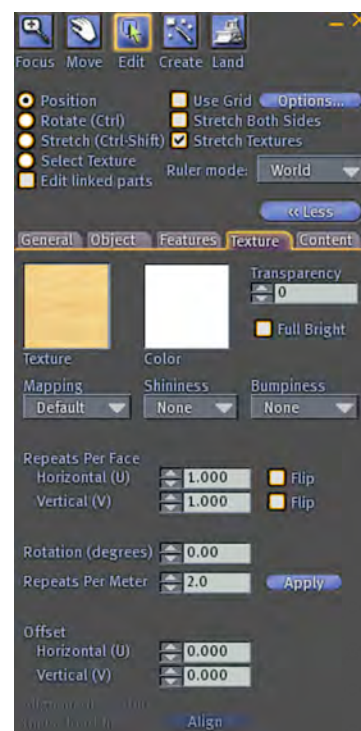 Focus Move Edit Create Land
Position Use Grid Options...
Rotate (Ctrl) Stretch Both Sides
Stretch (Ctrl-Shift) Stretch Textures
Select Texture
Edit linked parts Ruler mode: World
<< Less
General Object Features Texture Content
Transparency
0
Full Bright
Texture Color
Mapping Shininess Bumpiness
Default None None
Repeats Per Face
Horizontal (U) 1.000 Flip
Vertical (V) 1.000 Flip
Rotation (degrees) 0.00
Repeats Per Meter 2.0 Apply
Offset
Horizontal (U) 0.000
Vertical (V) 0.000
Align